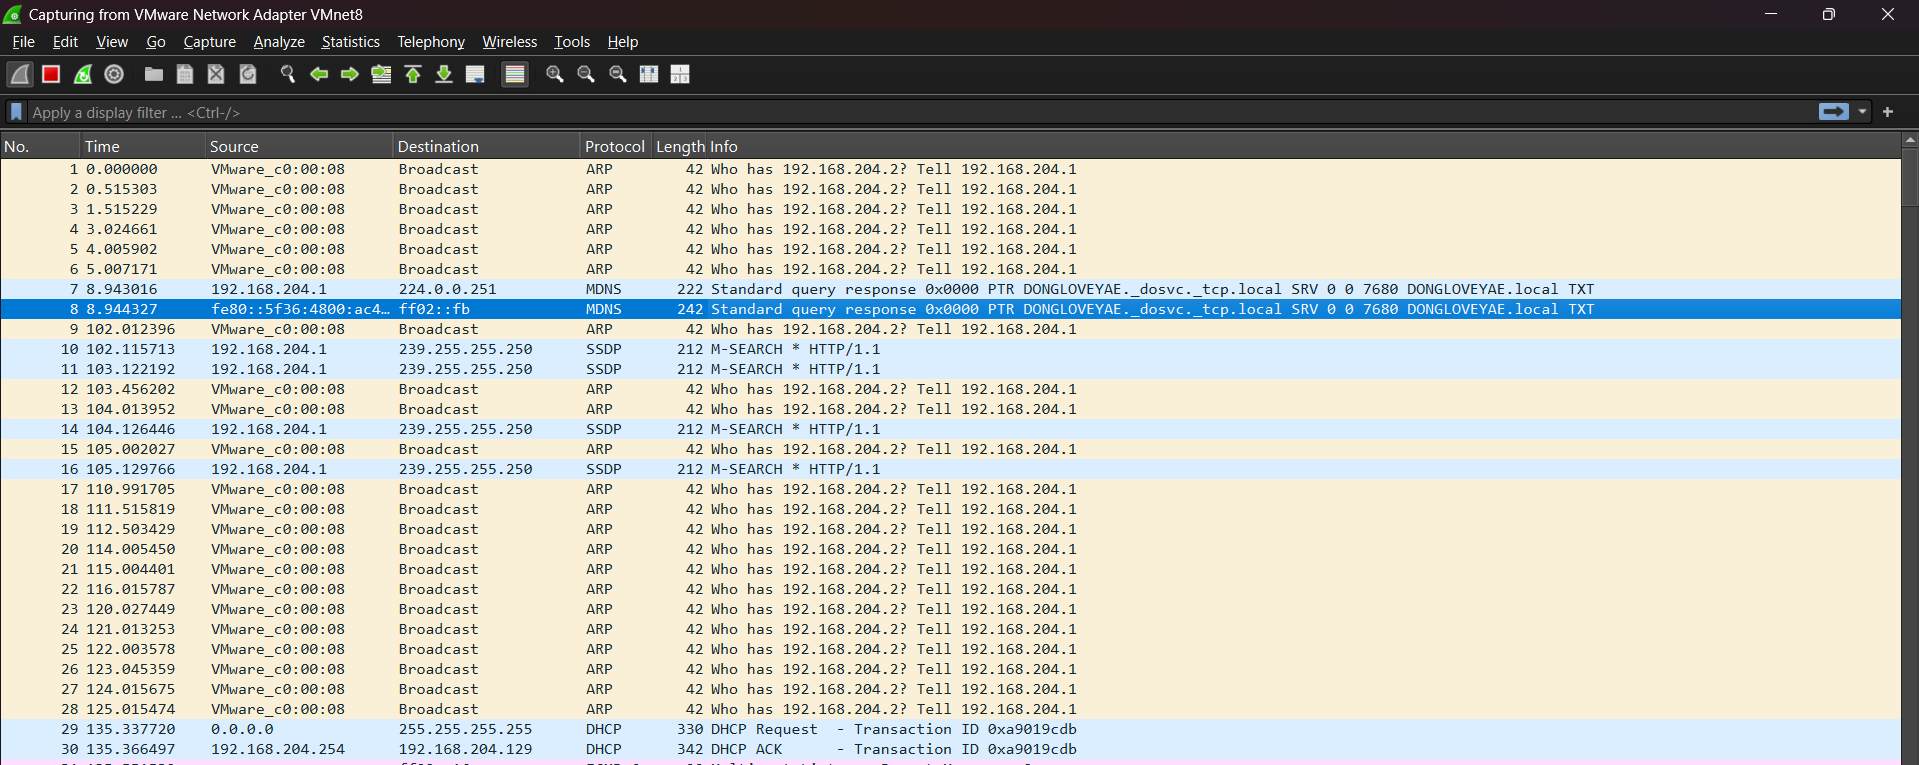 Capturing from VMware Network Adapter VMnet8
File Edit View Go Capture Analyze Statistics Telephony Wireless Tools Help
Apply a display filter ... <Ctrl-/>
No. Time Source Destination Protocol Length Info
1 0.000000 VMware_c0:00:08 Broadcast ARP 42 Who has 192.168.204.2? Tell 192.168.204.1
2 0.515303 VMware_c0:00:08 Broadcast ARP 42 Who has 192.168.204.2? Tell 192.168.204.1
3 1.515229 VMware_c0:00:08 Broadcast ARP 42 Who has 192.168.204.2? Tell 192.168.204.1
4 3.024661 VMware_c0:00:08 Broadcast ARP 42 Who has 192.168.204.2? Tell 192.168.204.1
5 4.005902 VMware_c0:00:08 Broadcast ARP 42 Who has 192.168.204.2? Tell 192.168.204.1
6 5.007171 VMware_c0:00:08 Broadcast ARP 42 Who has 192.168.204.2? Tell 192.168.204.1
7 8.943016 192.168.204.1 224.0.0.251 MDNS 222 Standard query response 0x0000 PTR DONGLOVEYAE._dosvc._tcp.local SRV 0 0 7680 DONGLOVEYAE.local TXT
8 8.944327 fe80::5f36:4800:ac4… ff02::fb MDNS 242 Standard query response 0x0000 PTR DONGLOVEYAE._dosvc._tcp.local SRV 0 0 7680 DONGLOVEYAE.local TXT
9 102.012396 VMware_c0:00:08 Broadcast ARP 42 Who has 192.168.204.2? Tell 192.168.204.1
10 102.115713 192.168.204.1 239.255.255.250 SSDP 212 M-SEARCH * HTTP/1.1
11 103.122192 192.168.204.1 239.255.255.250 SSDP 212 M-SEARCH * HTTP/1.1
12 103.456202 VMware_c0:00:08 Broadcast ARP 42 Who has 192.168.204.2? Tell 192.168.204.1
13 104.013952 VMware_c0:00:08 Broadcast ARP 42 Who has 192.168.204.2? Tell 192.168.204.1
14 104.126446 192.168.204.1 239.255.255.250 SSDP 212 M-SEARCH * HTTP/1.1
15 105.002027 VMware_c0:00:08 Broadcast ARP 42 Who has 192.168.204.2? Tell 192.168.204.1
16 105.129766 192.168.204.1 239.255.255.250 SSDP 212 M-SEARCH * HTTP/1.1
17 110.991705 VMware_c0:00:08 Broadcast ARP 42 Who has 192.168.204.2? Tell 192.168.204.1
18 111.515819 VMware_c0:00:08 Broadcast ARP 42 Who has 192.168.204.2? Tell 192.168.204.1
19 112.503429 VMware_c0:00:08 Broadcast ARP 42 Who has 192.168.204.2? Tell 192.168.204.1
20 114.005450 VMware_c0:00:08 Broadcast ARP 42 Who has 192.168.204.2? Tell 192.168.204.1
21 115.004401 VMware_c0:00:08 Broadcast ARP 42 Who has 192.168.204.2? Tell 192.168.204.1
22 116.015787 VMware_c0:00:08 Broadcast ARP 42 Who has 192.168.204.2? Tell 192.168.204.1
23 120.027449 VMware_c0:00:08 Broadcast ARP 42 Who has 192.168.204.2? Tell 192.168.204.1
24 121.013253 VMware_c0:00:08 Broadcast ARP 42 Who has 192.168.204.2? Tell 192.168.204.1
25 122.003578 VMware_c0:00:08 Broadcast ARP 42 Who has 192.168.204.2? Tell 192.168.204.1
26 123.045359 VMware_c0:00:08 Broadcast ARP 42 Who has 192.168.204.2? Tell 192.168.204.1
27 124.015675 VMware_c0:00:08 Broadcast ARP 42 Who has 192.168.204.2? Tell 192.168.204.1
28 125.015474 VMware_c0:00:08 Broadcast ARP 42 Who has 192.168.204.2? Tell 192.168.204.1
29 135.337720 0.0.0.0 255.255.255.255 DHCP 330 DHCP Request - Transaction ID 0xa9019cdb
30 135.366497 192.168.204.254 192.168.204.129 DHCP 342 DHCP ACK - Transaction ID 0xa9019cdb